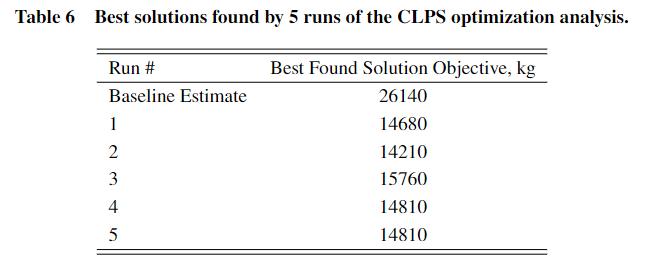 Table 6 Best solutions found by 5 runs of the CLPS optimization analysis.
Run # Best Found Solution Objective, kg
Baseline Estimate 26140
1 14680
2 14210
3 15760
4 14810
5 14810